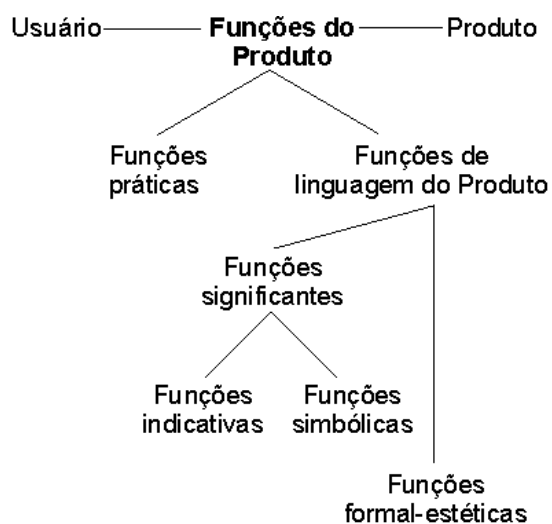 Usuário Funções do Produto
Produto
Funções
práticas
Funções de
linguagem do Produto
Funções
significantes
Funções
indicativas
Funções
simbólicas
Funções
formal-estéticas